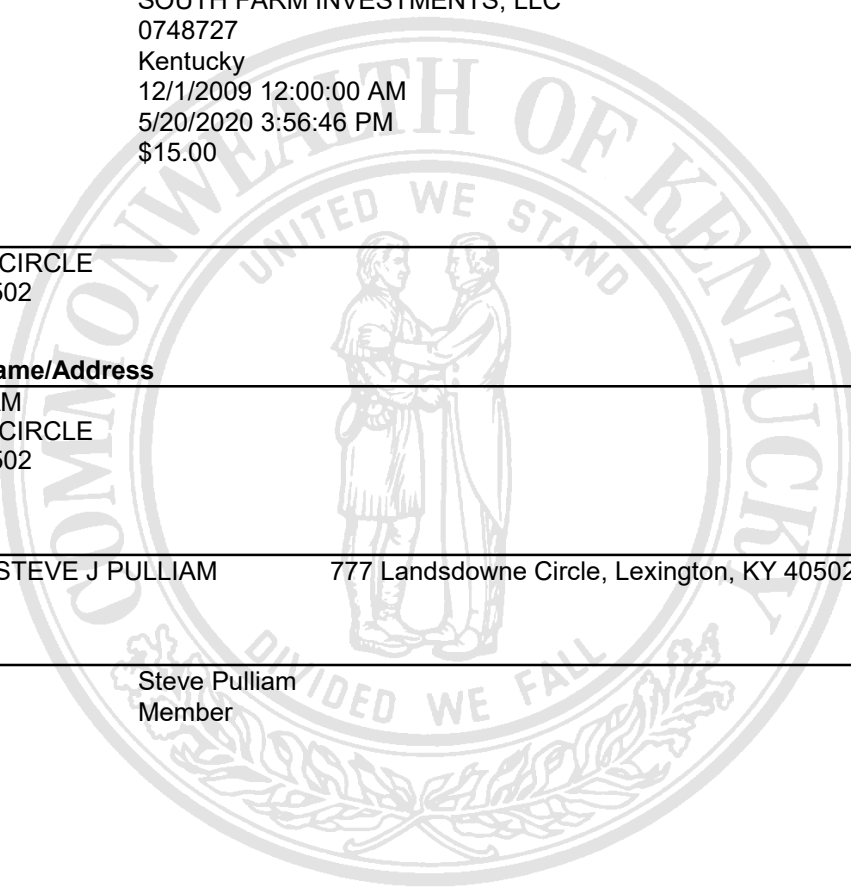 SOUTH FARM INVESTMENTS, LLC
0748727
Kentucky
12/1/2009 12:00:00 AM
5/20/2020 3:56:46 PM
$15.00
CIRCLE
502
ame/Address
AM
CIRCLE
502
STEVE J PULLIAM 777 Landsdowne Circle, Lexington, KY 40502
Steve Pulliam
Member
COMMONWEALTH OF KENTUCKY
UNITED WE STAND
DIVIDED WE FALL